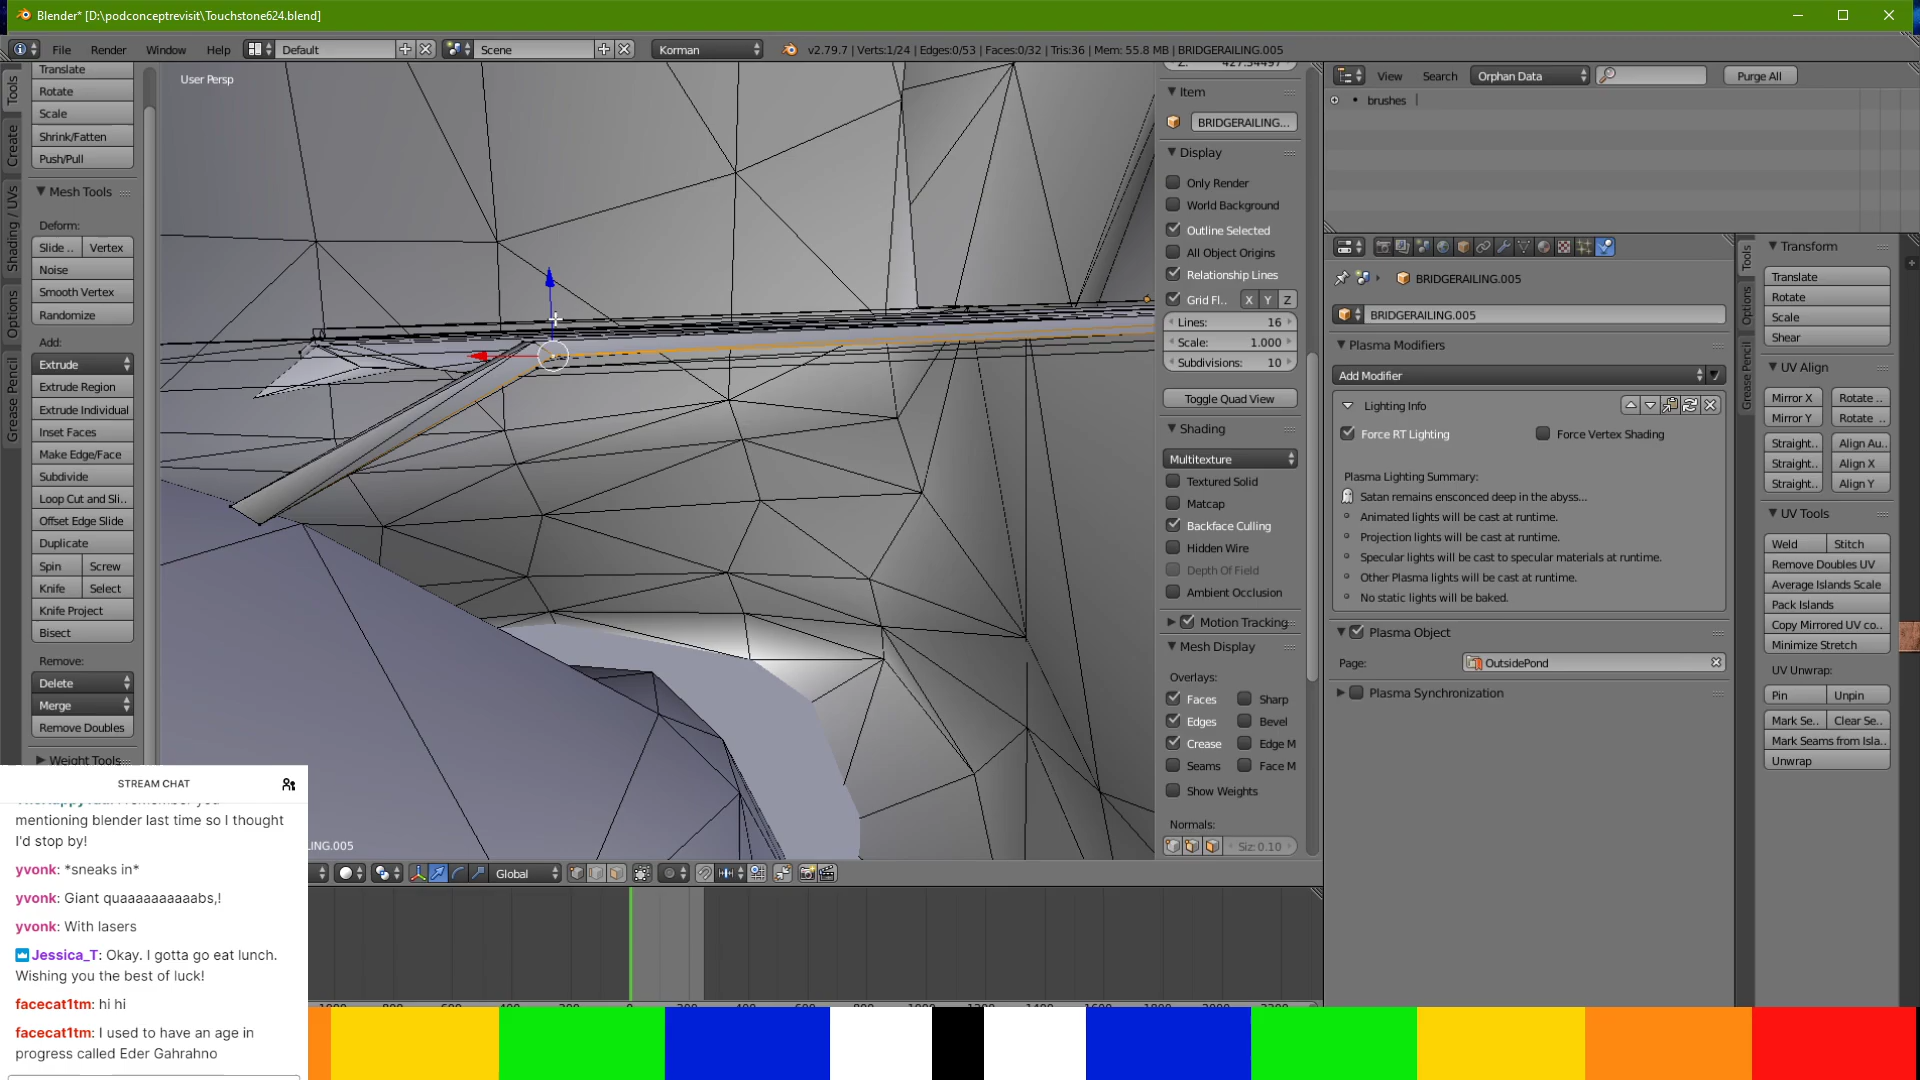 Blender* [D:\podconceptrevisit\Touchstone624.blend]
File Render Window Help Default Scene Korman v2.79.7 | Verts:1/24 | Edges:0/53 | Faces:0/32 | Tris:36 | Mem: 55.8 MB | BRIDGERAILING.005
Tools
Create
Shading / UVs
Options
Grease Pencil
Translate
Rotate
Scale
Shrink/Fatten
Push/Pull
Mesh Tools
Deform:
Slide .. Vertex
Noise
Smooth Vertex
Randomize
Add:
Extrude
Extrude Region
Extrude Individual
Inset Faces
Make Edge/Face
Subdivide
Loop Cut and Sli..
Offset Edge Slide
Duplicate
Spin Screw
Knife Select
Knife Project
Bisect
Remove:
Delete
Merge
Remove Doubles
Weight Tools
User Persp
LING.005
Global
Z: 427.34497
Item
BRIDGERAILING...
Display
Only Render
World Background
Outline Selected
All Object Origins
Relationship Lines
Grid Fl.. X Y Z
Lines: 16
Scale: 1.000
Subdivisions: 10
Toggle Quad View
Shading
Multitexture
Textured Solid
Matcap
Backface Culling
Hidden Wire
Depth Of Field
Ambient Occlusion
Motion Tracking
Mesh Display
Overlays:
Faces Sharp
Edges Bevel
Crease Edge M
Seams Face M
Show Weights
Normals:
Siz: 0.10
View Search Orphan Data Purge All
brushes
BRIDGERAILING.005
BRIDGERAILING.005
Plasma Modifiers
Add Modifier
Lighting Info
Force RT Lighting Force Vertex Shading
Plasma Lighting Summary:
Satan remains ensconced deep in the abyss...
Animated lights will be cast at runtime.
Projection lights will be cast at runtime.
Specular lights will be cast to specular materials at runtime.
Other Plasma lights will be cast at runtime.
No static lights will be baked.
Plasma Object
Page: OutsidePond
Plasma Synchronization
Tools
Options
Grease Pencil
Transform
Translate
Rotate
Scale
Shear
UV Align
Mirror X Rotate ..
Mirror Y Rotate ..
Straight.. Align Au..
Straight.. Align X
Straight.. Align Y
UV Tools
Weld Stitch
Remove Doubles UV
Average Islands Scale
Pack Islands
Copy Mirrored UV co..
Minimize Stretch
UV Unwrap:
Pin Unpin
Mark Se.. Clear Se..
Mark Seams from Isla..
Unwrap
STREAM CHAT
mentioning blender last time so I thought
I'd stop by!
yvonk: *sneaks in*
yvonk: Giant quaaaaaaaaaabs,!
yvonk: With lasers
Jessica_T: Okay. I gotta go eat lunch.
Wishing you the best of luck!
facecat1tm: hi hi
facecat1tm: I used to have an age in
progress called Eder Gahrahno